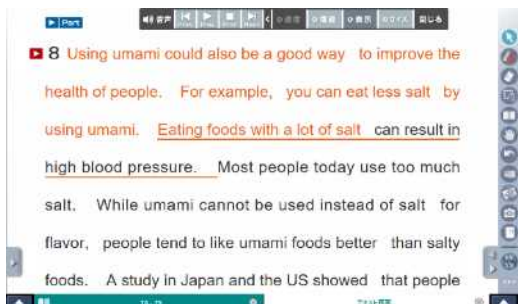 Part
音声
閉じる
8 Using umami could also be a good way to improve the
health of people. For example, you can eat less salt by
using umami. Eating foods with a lot of salt can result in
high blood pressure. Most people today use too much
salt. While umami cannot be used instead of salt for
flavor, people tend to like umami foods better than salty
foods. A study in Japan and the US showed that people